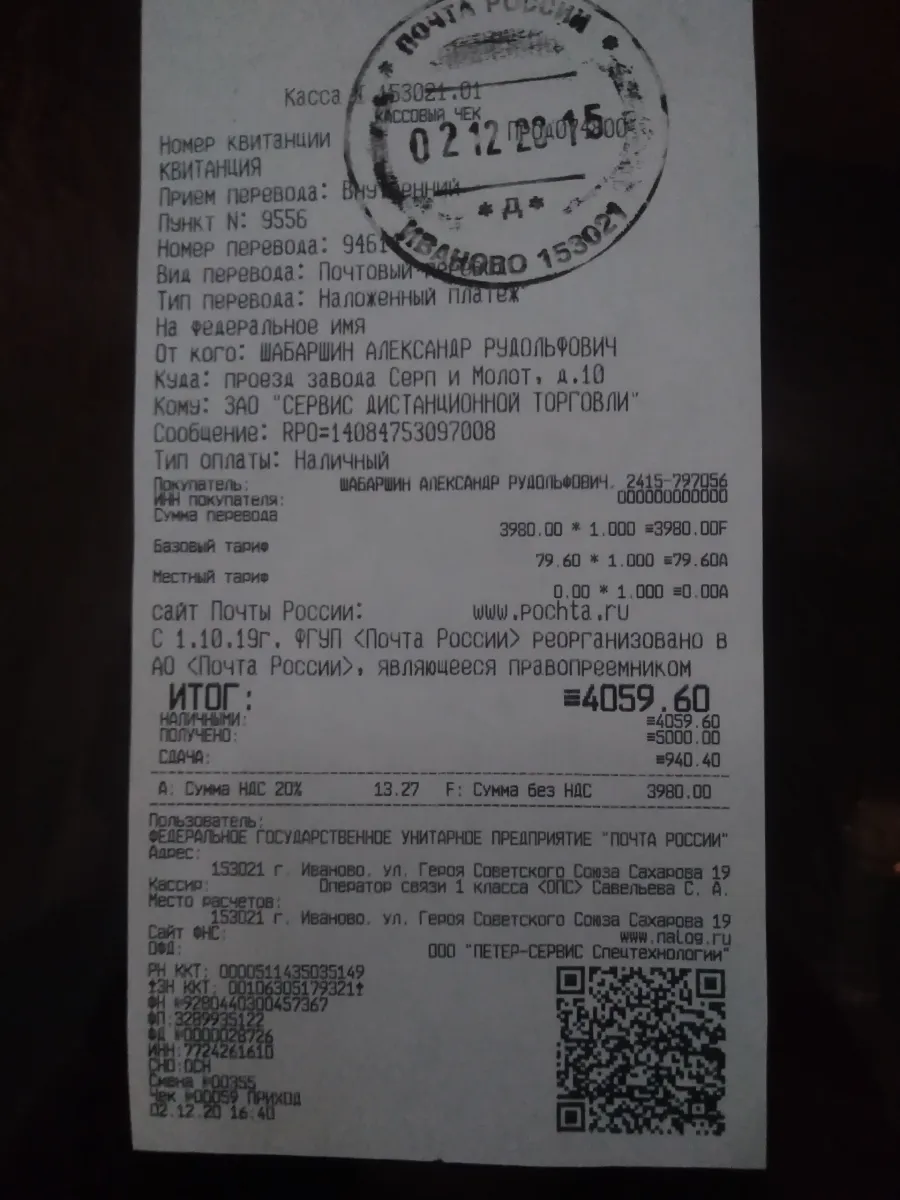 ПОЧТА РОССИИ
Касса 153021.01
КАССОВЫЙ ЧЕК
02 12 20
Номер квитанции
КВИТАНЦИЯ
Прием перевода: Внутренний
Пункт N: 9556
* Д *
Номер перевода: 9461
ИВАНОВО 153021
Вид перевода: Почтовый перевод
Тип перевода: Наложенный платеж
На федеральное имя
От кого: ШАБАРШИН АЛЕКСАНДР РУДОЛЬФОВИЧ
Куда: проезд завода Серп и Молот, д.10
Кому: ЗАО "СЕРВИС ДИСТАНЦИОННОЙ ТОРГОВЛИ"
Сообщение: RPO=14084753097008
Тип оплаты: Наличный
Покупатель: ШАБАРШИН АЛЕКСАНДР РУДОЛЬФОВИЧ, 2415-797056
ИНН покупателя: 000000000000
Сумма перевода
3980.00 * 1.000 ≡3980.00F
Базовый тариф
79.60 * 1.000 ≡79.60A
Местный тариф
0.00 * 1.000 ≡0.00A
сайт Почты России: www.pochta.ru
С 1.10.19г. ФГУП <Почта России> реорганизовано в
АО <Почта России>, являющееся правопреемником
ИТОГ: ≡4059.60
НАЛИЧНЫМИ: ≡4059.60
ПОЛУЧЕНО: ≡5000.00
СДАЧА: ≡940.40
A: Сумма НДС 20% 13.27 F: Сумма без НДС 3980.00
Пользователь:
ФЕДЕРАЛЬНОЕ ГОСУДАРСТВЕННОЕ УНИТАРНОЕ ПРЕДПРИЯТИЕ "ПОЧТА РОССИИ"
Адрес:
153021 г. Иваново, ул. Героя Советского Союза Сахарова 19
Кассир: Оператор связи 1 класса <ОПС> Савельева С. А.
Место расчетов:
153021 г. Иваново, ул. Героя Советского Союза Сахарова 19
Сайт ФНС: www.nalog.ru
ОФД: ООО "ПЕТЕР-СЕРВИС Спецтехнологии"
РН ККТ: 0000511435035149
ЗН ККТ: 00106305179321
ФН №9280440300457367
ФП:3289935122
ФД №0000028726
ИНН:7724261610
СНО:ОСН
Смена №00355
Чек №00059 ПРИХОД
02.12.20 16:40